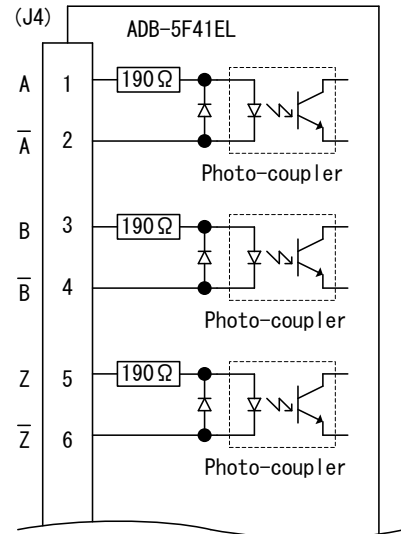 (J4)
ADB-5F41EL
A 1 190Ω
A̅ 2
Photo-coupler
B 3 190Ω
B̅ 4
Photo-coupler
Z 5 190Ω
Z̅ 6
Photo-coupler